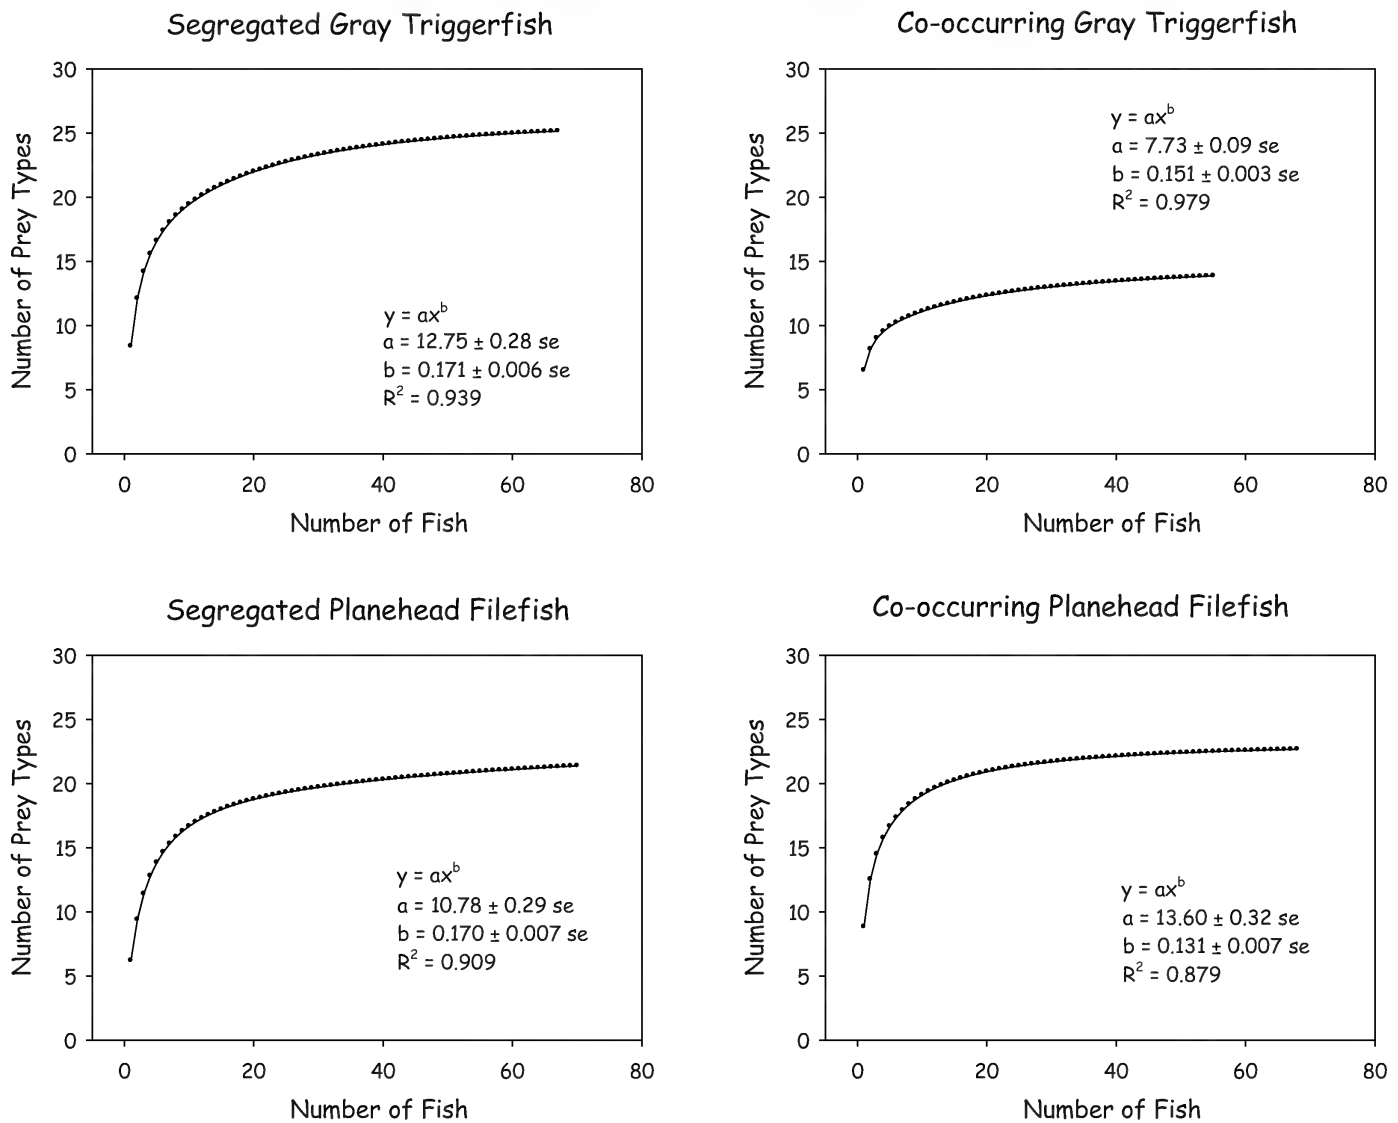 Segregated Gray Triggerfish
30
25
20
15
10
5
0
Number of Prey Types
y = ax^b
a = 12.75 ± 0.28 se
b = 0.171 ± 0.006 se
R² = 0.939
0 20 40 60 80
Number of Fish
Co-occurring Gray Triggerfish
30
25
20
15
10
5
0
Number of Prey Types
y = ax^b
a = 7.73 ± 0.09 se
b = 0.151 ± 0.003 se
R² = 0.979
0 20 40 60 80
Number of Fish
Segregated Planehead Filefish
30
25
20
15
10
5
0
Number of Prey Types
y = ax^b
a = 10.78 ± 0.29 se
b = 0.170 ± 0.007 se
R² = 0.909
0 20 40 60 80
Number of Fish
Co-occurring Planehead Filefish
30
25
20
15
10
5
0
Number of Prey Types
y = ax^b
a = 13.60 ± 0.32 se
b = 0.131 ± 0.007 se
R² = 0.879
0 20 40 60 80
Number of Fish